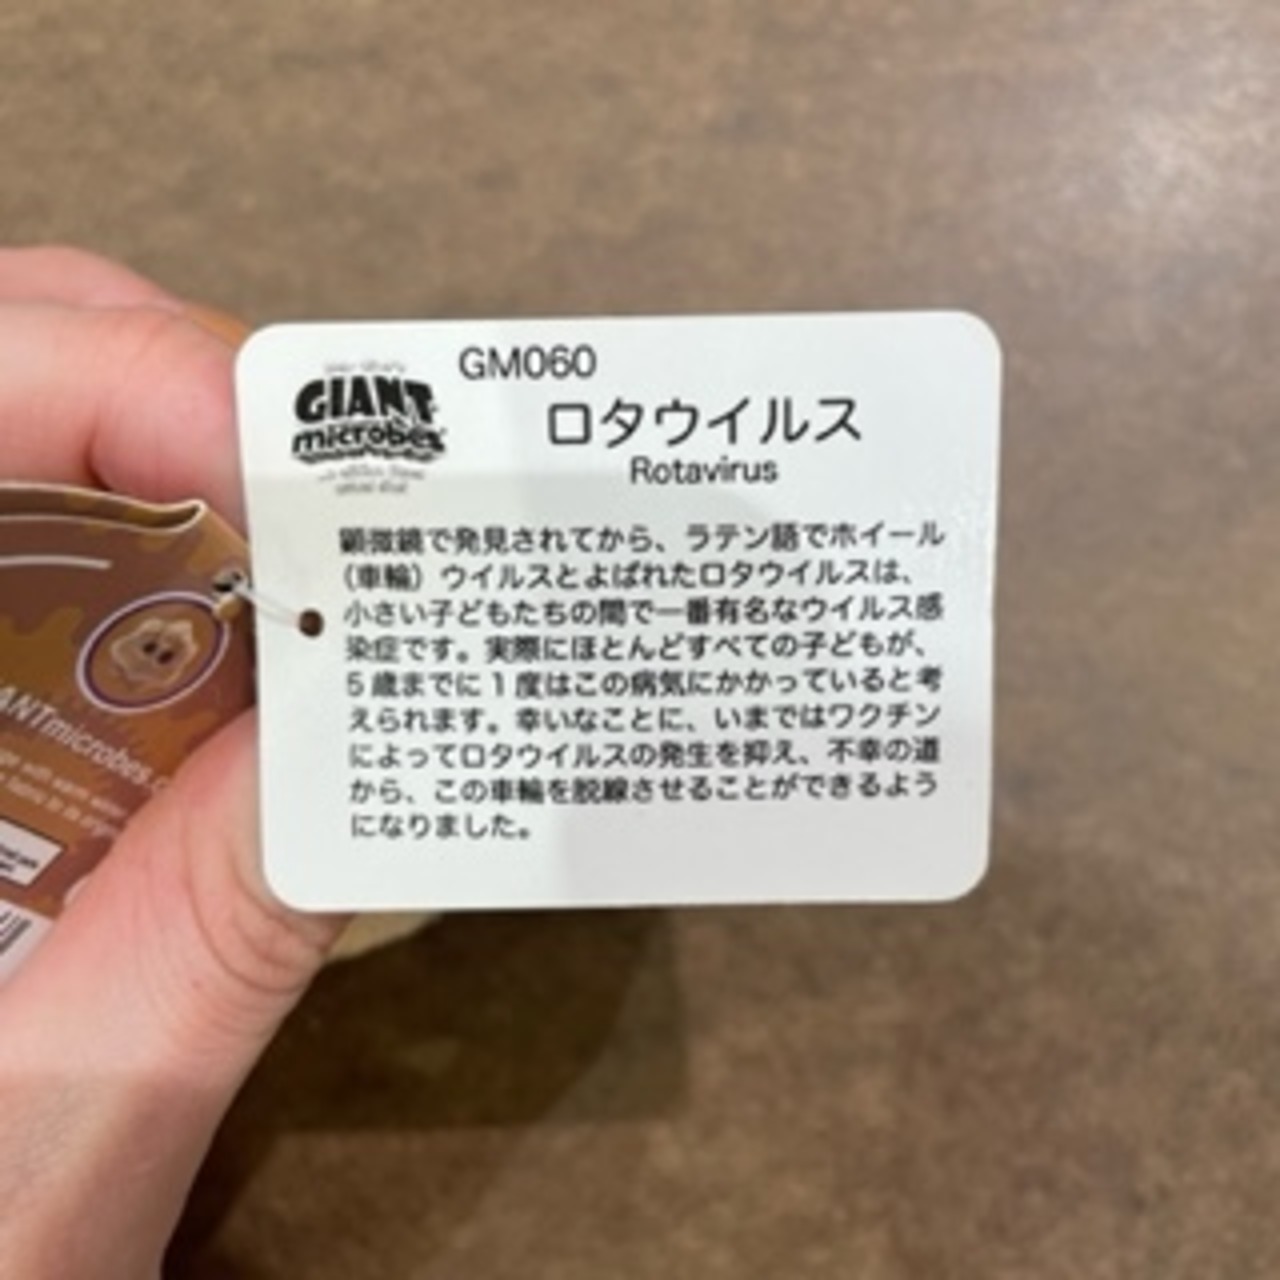 GM060
GIANT
microbes
ロタウイルス
Rotavirus
顕微鏡で発見されてから、ラテン語でホイール
（車輪）ウイルスとよばれたロタウイルスは、
小さい子どもたちの間で一番有名なウイルス感
染症です。実際にほとんどすべての子どもが、
5歳までに1度はこの病気にかかっていると考
えられます。幸いなことに、いまではワクチン
によってロタウイルスの発生を抑え、不幸の道
から、この車輪を脱線させることができるよう
になりました。
ANTmicrobes.c